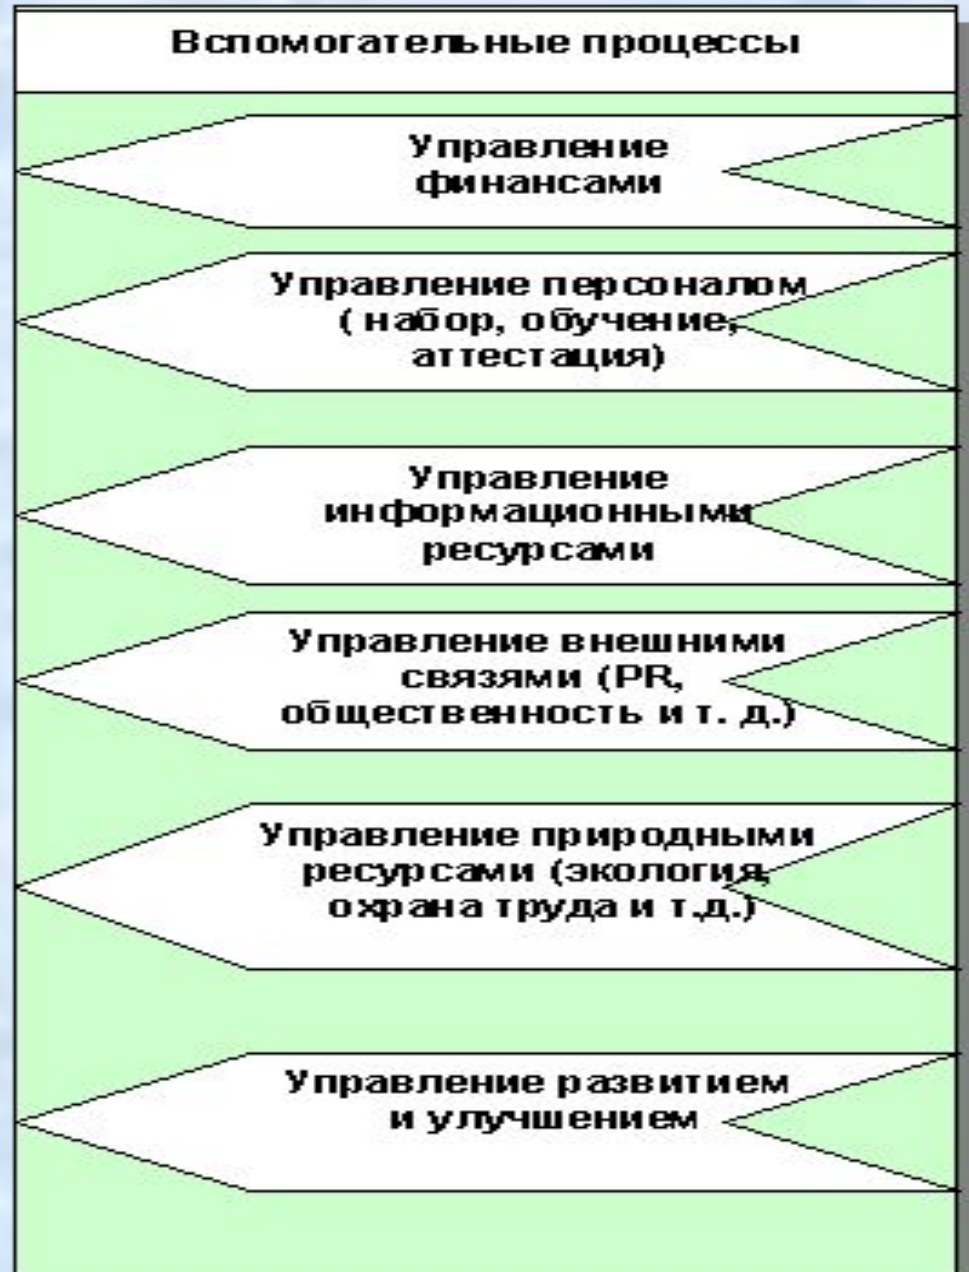 Вспомогательные процессы
Управление
финансами
Управление персоналом
( набор, обучение,
аттестация)
Управление
информационными
ресурсами
Управление внешними
связями (PR,
общественность и т. д.)
Управление природными
ресурсами (экология,
охрана труда и т.д.)
Управление развитием
и улучшением